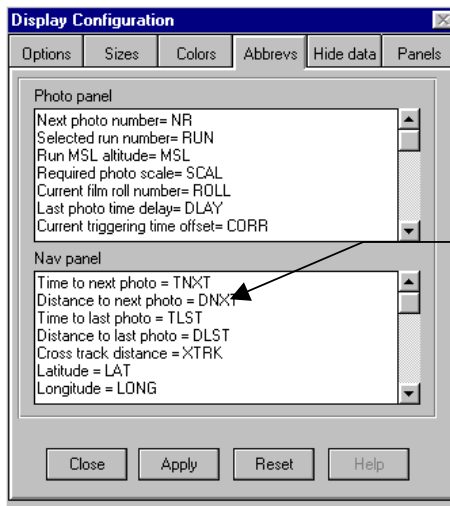 Display Configuration
Options Sizes Colors Abbrevs Hide data Panels
Photo panel
Next photo number= NR
Selected run number= RUN
Run MSL altitude= MSL
Required photo scale= SCAL
Current film roll number= ROLL
Last photo time delay= DLAY
Current triggering time offset= CORR
Nav panel
Time to next photo = TNXT
Distance to next photo = DNXT
Time to last photo = TLST
Distance to last photo = DLST
Cross track distance = XTRK
Latitude = LAT
Longitude = LONG
Close Apply Reset Help